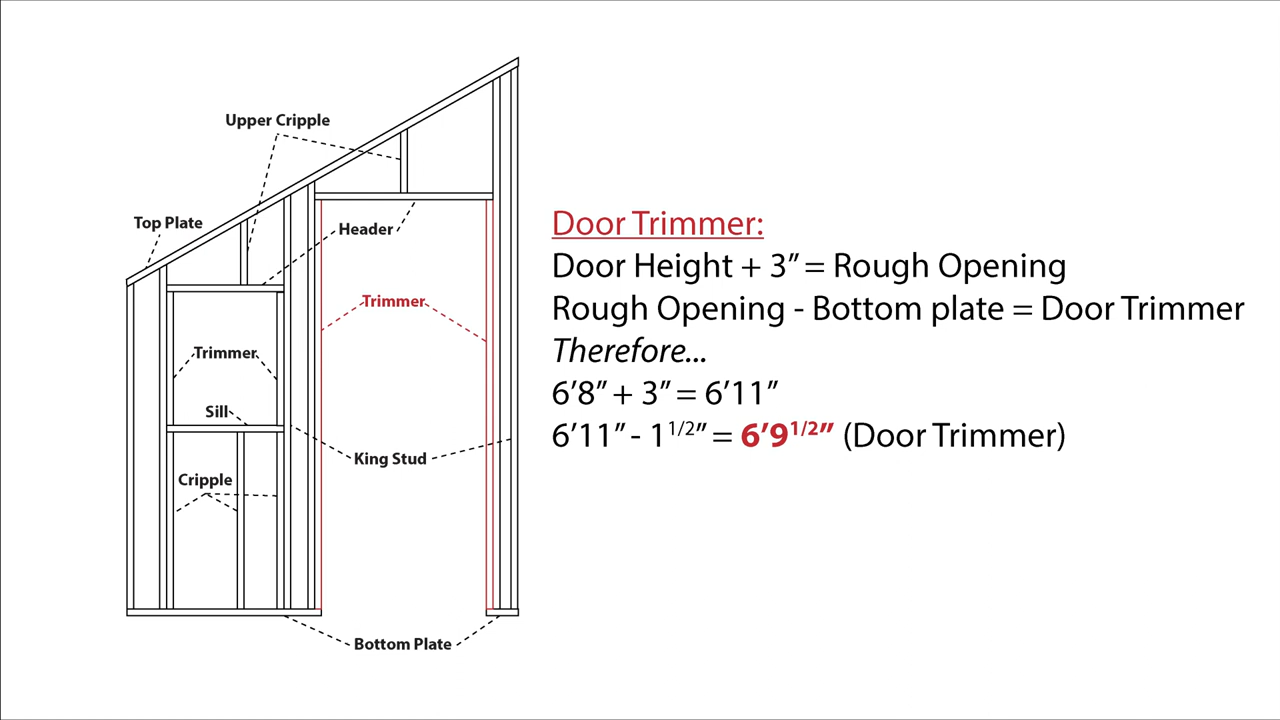 Upper Cripple
Top Plate
Header
Trimmer
Trimmer
Sill
King Stud
Cripple
Bottom Plate
Door Trimmer:
Door Height + 3” = Rough Opening
Rough Opening - Bottom plate = Door Trimmer
Therefore...
6’8” + 3” = 6’11”
6’11” - 1 1/2” = 6’9 1/2” (Door Trimmer)